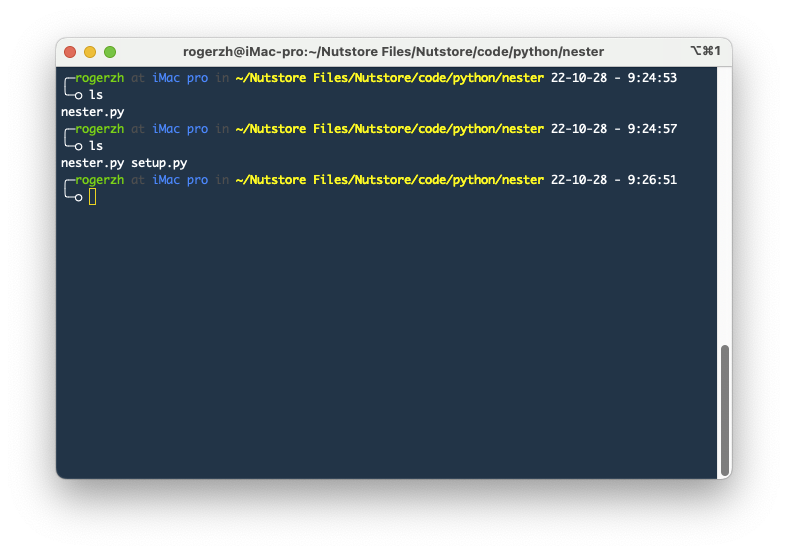 rogerzh@iMac-pro:~/Nutstore Files/Nutstore/code/python/nester ⌥⌘1
╭─rogerzh at iMac pro in ~/Nutstore Files/Nutstore/code/python/nester 22-10-28 - 9:24:53
╰─○ ls
nester.py
╭─rogerzh at iMac pro in ~/Nutstore Files/Nutstore/code/python/nester 22-10-28 - 9:24:57
╰─○ ls
nester.py setup.py
╭─rogerzh at iMac pro in ~/Nutstore Files/Nutstore/code/python/nester 22-10-28 - 9:26:51
╰─○